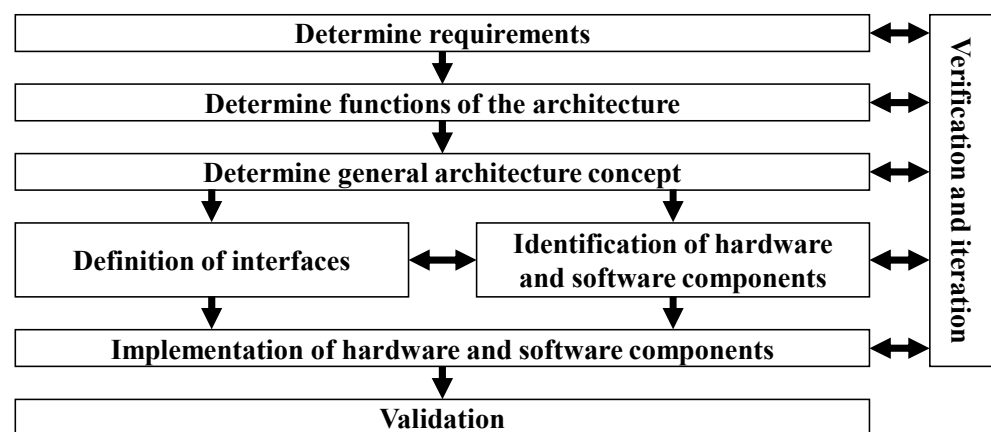 Determine requirements
Determine functions of the architecture
Determine general architecture concept
Definition of interfaces
Identification of hardware
and software components
Implementation of hardware and software components
Validation
Verification and iteration